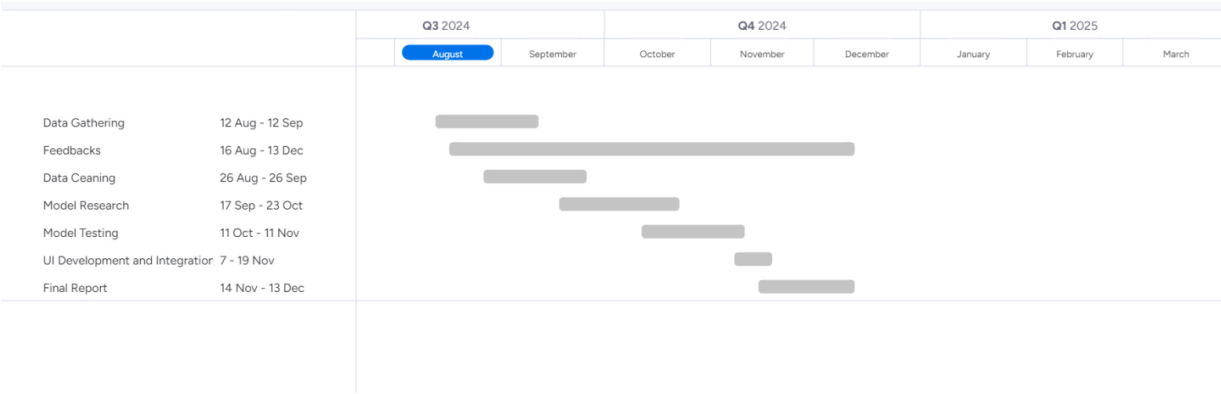 Q3 2024 Q4 2024 Q1 2025
August September October November December January February March
Data Gathering 12 Aug - 12 Sep
Feedbacks 16 Aug - 13 Dec
Data Ceaning 26 Aug - 26 Sep
Model Research 17 Sep - 23 Oct
Model Testing 11 Oct - 11 Nov
UI Development and Integration 7 - 19 Nov
Final Report 14 Nov - 13 Dec